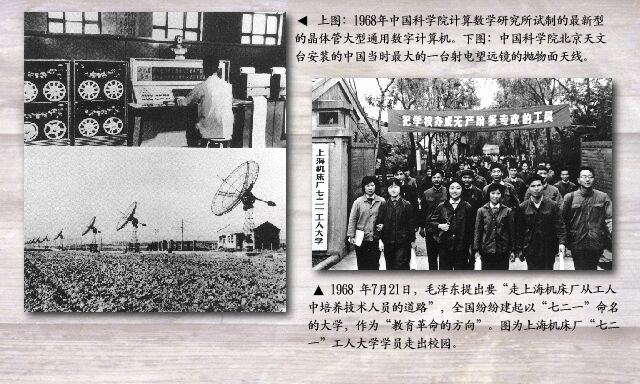 ◀ 上图：1968年中国科学院计算数学研究所试制的最新型
的晶体管大型通用数字计算机。下图：中国科学院北京天文
台安装的中国当时最大的一台射电望远镜的抛物面天线。
把学校办成无产阶级专政的工具
上海机床厂七二一工人大学
▲ 1968 年7月21日，毛泽东提出要“走上海机床厂从工人
中培养技术人员的道路”，全国纷纷建起以“七二一”命名
的大学，作为“教育革命的方向”。图为上海机床厂“七二
一”工人大学学员走出校园。